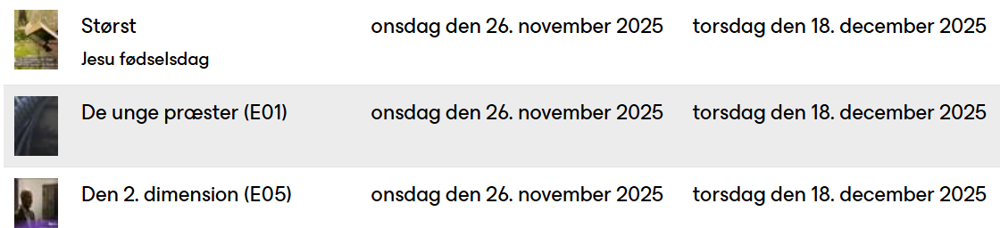 Størst onsdag den 26. november 2025 torsdag den 18. december 2025
Jesu fødselsdag
De unge præster (E01) onsdag den 26. november 2025 torsdag den 18. december 2025
Den 2. dimension (E05) onsdag den 26. november 2025 torsdag den 18. december 2025